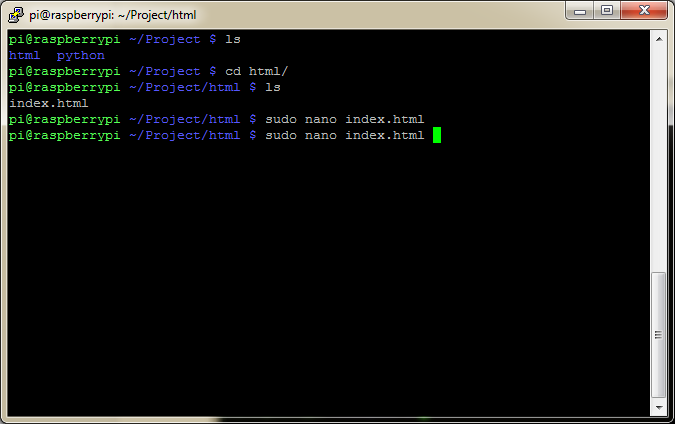 pi@raspberrypi: ~/Project/html
pi@raspberrypi ~/Project $ ls
html  python
pi@raspberrypi ~/Project $ cd html/
pi@raspberrypi ~/Project/html $ ls
index.html
pi@raspberrypi ~/Project/html $ sudo nano index.html
pi@raspberrypi ~/Project/html $ sudo nano index.html